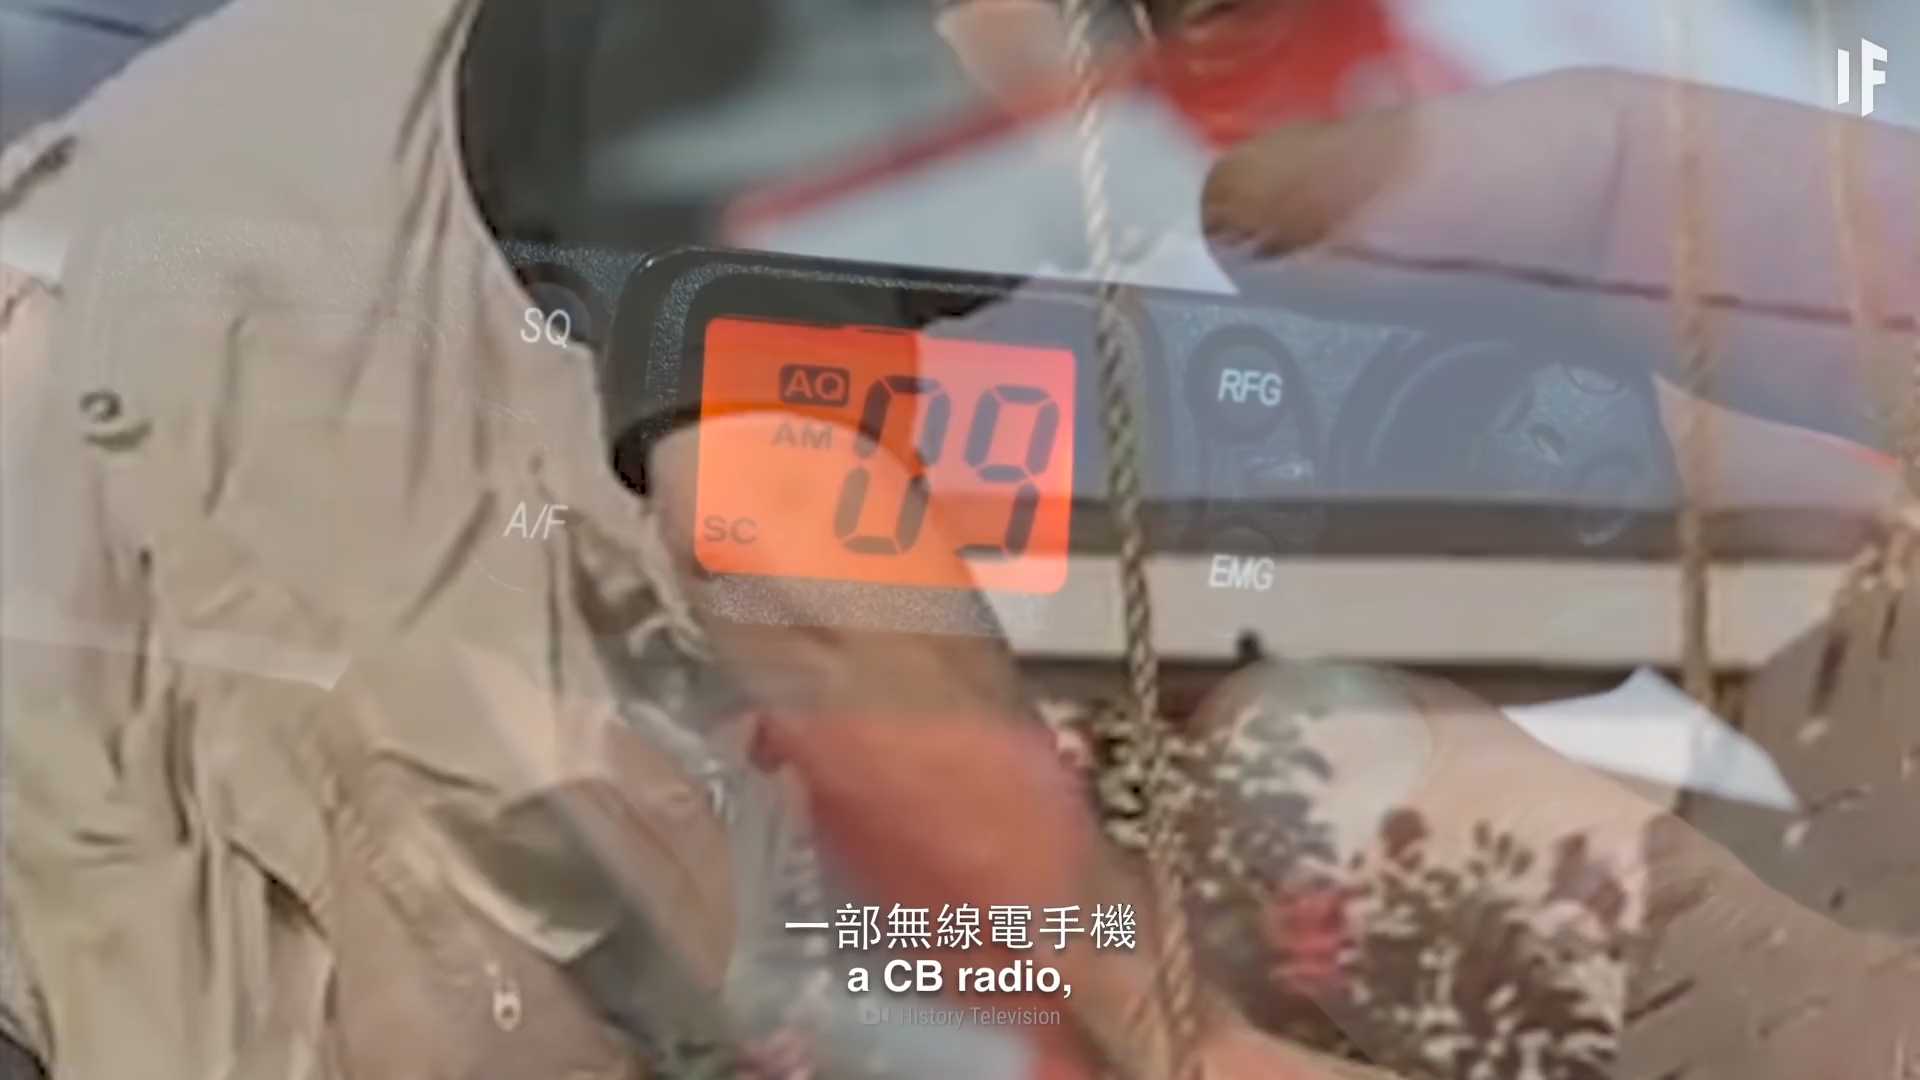 IF
SQ
AQ
AM
09
RFG
A/F
SC
EMG
一部無線電手機
a CB radio,
History Television